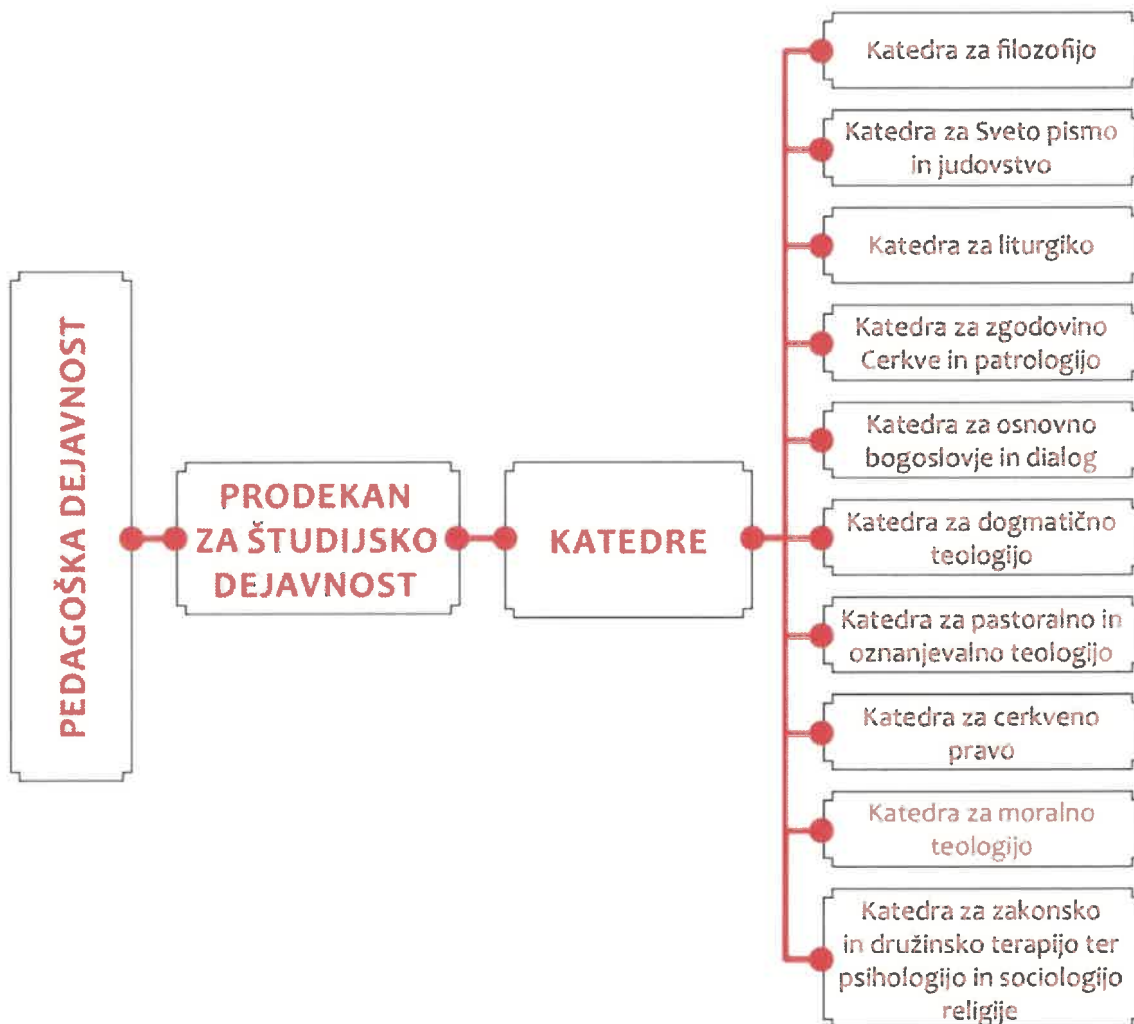 PEDAGOŠKA DEJAVNOST
PRODEKAN
ZA ŠTUDIJSKO
DEJAVNOST
KATEDRE
Katedra za filozofijo
Katedra za Sveto pismo
in judovstvo
Katedra za liturgiko
Katedra za zgodovino
Cerkve in patrologijo
Katedra za osnovno
bogoslovje in dialog
Katedra za dogmatično
teologijo
Katedra za pastoralno in
oznanjevalno teologijo
Katedra za cerkveno
pravo
Katedra za moralno
teologijo
Katedra za zakonsko
in družinsko terapijo ter
psihologijo in sociologijo
religije